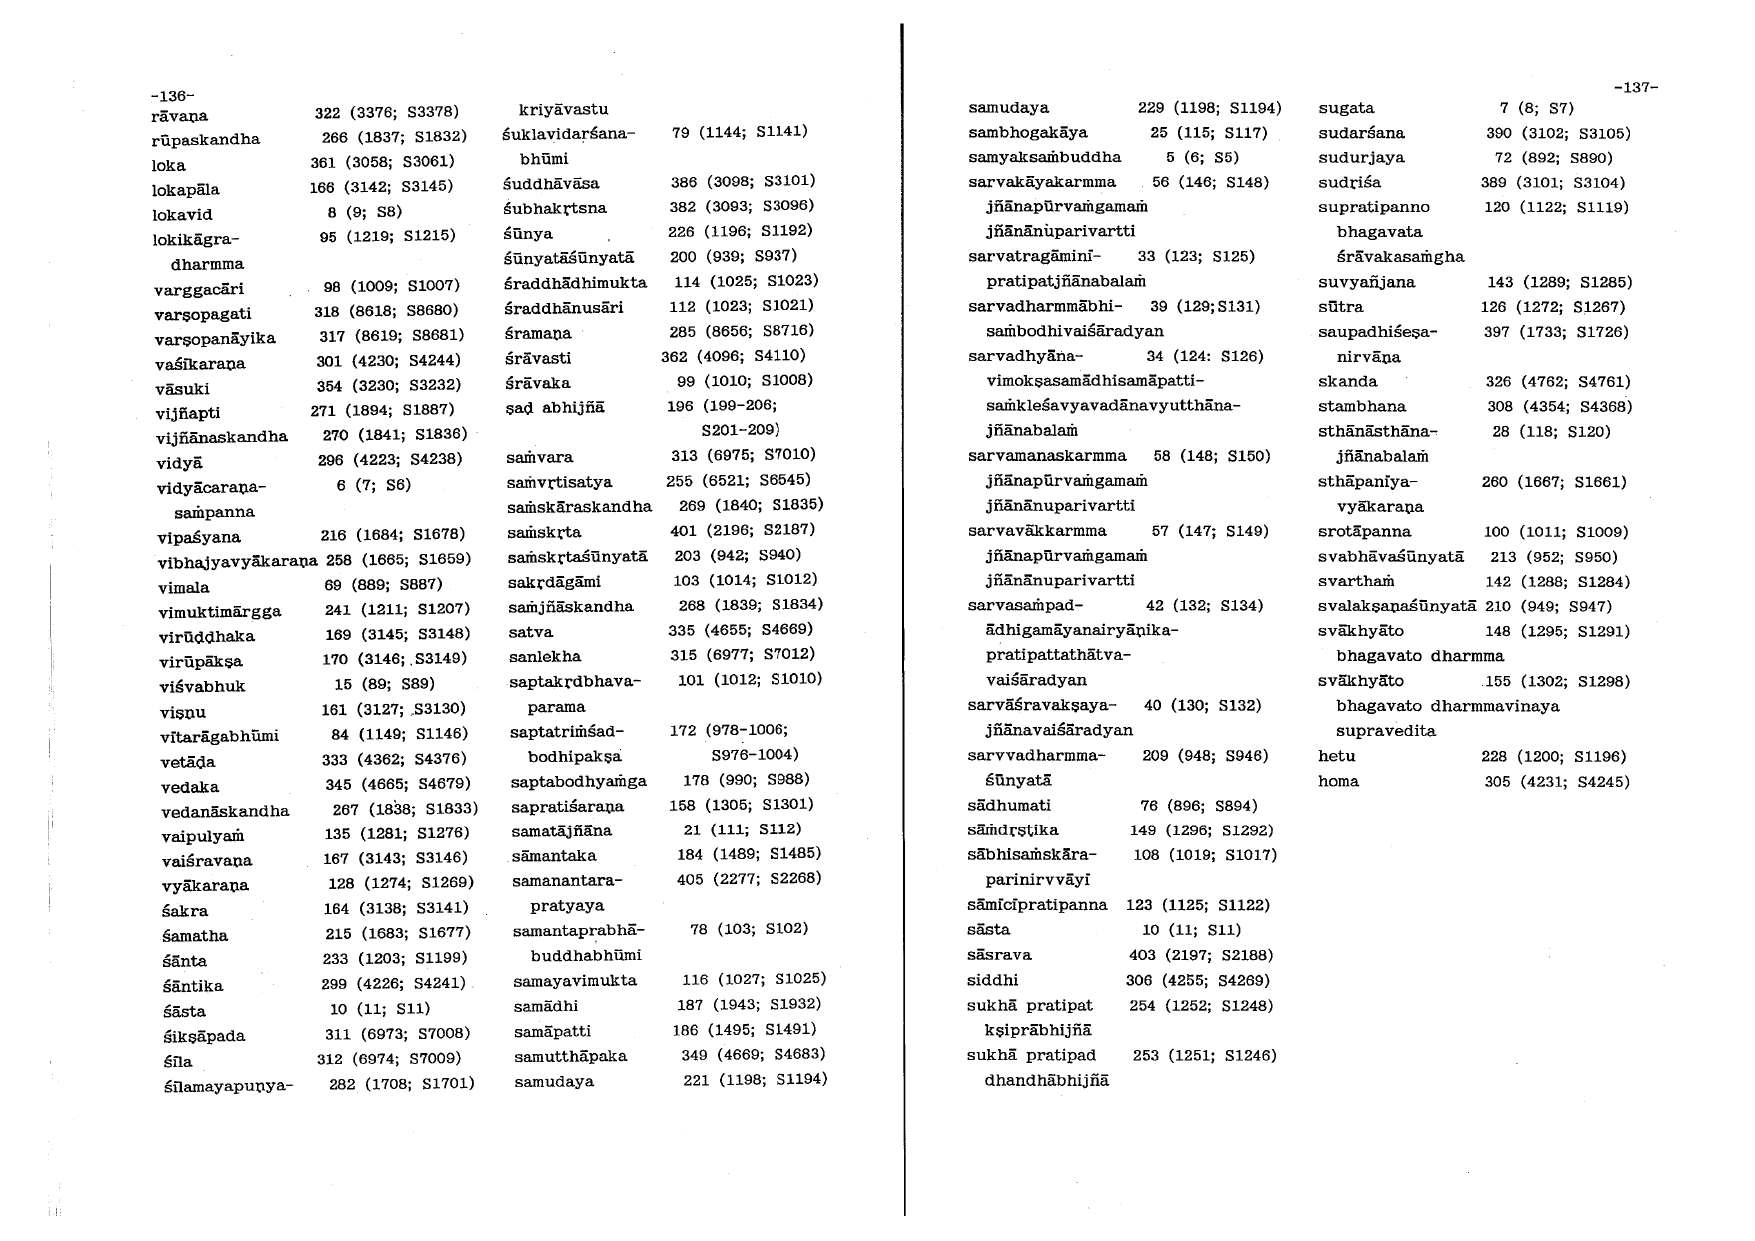 -136-
rāvaṇa 322 (3376; S3378)
rūpaskandha 266 (1837; S1832)
loka 361 (3058; S3061)
lokapāla 166 (3142; S3145)
lokavid 8 (9; S8)
lokikāgra- 95 (1219; S1215)
dharmma
varggacāri 98 (1009; S1007)
varṣopagati 318 (8618; S8680)
varṣopanāyika 317 (8619; S8681)
vaśīkaraṇa 301 (4230; S4244)
vāsuki 354 (3230; S3232)
vijñapti 271 (1894; S1887)
vijñānaskandha 270 (1841; S1836)
vidyā 296 (4223; S4238)
vidyācaraṇa- 6 (7; S6)
saṁpanna
vipaśyana 216 (1684; S1678)
vibhajyavyākaraṇa 258 (1665; S1659)
vimala 69 (889; S887)
vimuktimārgga 241 (1211; S1207)
virūḍḍhaka 169 (3145; S3148)
virūpākṣa 170 (3146; S3149)
viśvabhuk 15 (89; S89)
viṣṇu 161 (3127; S3130)
vītarāgabhūmi 84 (1149; S1146)
vetāḍa 333 (4362; S4376)
vedaka 345 (4665; S4679)
vedanāskandha 267 (1838; S1833)
vaipulyaṁ 135 (1281; S1276)
vaiśravaṇa 167 (3143; S3146)
vyākaraṇa 128 (1274; S1269)
śakra 164 (3138; S3141)
śamatha 215 (1683; S1677)
śānta 233 (1203; S1199)
śāntika 299 (4226; S4241)
śāsta 10 (11; S11)
śikṣāpada 311 (6973; S7008)
śīla 312 (6974; S7009)
śīlamayapuṇya- 282 (1708; S1701)
kriyāvastu
śuklavidarśana- 79 (1144; S1141)
bhūmi
śuddhāvāsa 386 (3098; S3101)
śubhakṛtsna 382 (3093; S3096)
śūnya 226 (1196; S1192)
śūnyatāśūnyatā 200 (939; S937)
śraddhādhimukta 114 (1025; S1023)
śraddhānusāri 112 (1023; S1021)
śramaṇa 285 (8656; S8716)
śrāvasti 362 (4096; S4110)
śrāvaka 99 (1010; S1008)
ṣaḍ abhijñā 196 (199-206;
S201-209)
saṁvara 313 (6975; S7010)
saṁvṛtisatya 255 (6521; S6545)
saṁskāraskandha 269 (1840; S1835)
saṁskṛta 401 (2196; S2187)
saṁskṛtaśūnyatā 203 (942; S940)
sakṛdāgāmi 103 (1014; S1012)
saṁjñāskandha 268 (1839; S1834)
satva 335 (4655; S4669)
sanlekha 315 (6977; S7012)
saptakṛdbhava- 101 (1012; S1010)
parama
saptatriṁśad- 172 (978-1006;
bodhipakṣa S976-1004)
saptabodhyaṁga 178 (990; S988)
sapratiśaraṇa 158 (1305; S1301)
samatājñāna 21 (111; S112)
sāmantaka 184 (1489; S1485)
samanantara- 405 (2277; S2268)
pratyaya
samantaprabhā- 78 (103; S102)
buddhabhūmi
samayavimukta 116 (1027; S1025)
samādhi 187 (1943; S1932)
samāpatti 186 (1495; S1491)
samutthāpaka 349 (4669; S4683)
samudaya 221 (1198; S1194)
-137-
samudaya 229 (1198; S1194)
sambhogakāya 25 (115; S117)
samyaksaṁbuddha 5 (6; S5)
sarvakāyakarmma 56 (146; S148)
jñānapūrvaṁgamaṁ
jñānānuparivartti
sarvatragāminī- 33 (123; S125)
pratipatjñānabalaṁ
sarvadharmmābhi- 39 (129;S131)
saṁbodhivaiśāradyan
sarvadhyāna- 34 (124: S126)
vimokṣasamādhisamāpatti-
saṁkleśavyavadānavyutthāna-
jñānabalaṁ
sarvamanaskarmma 58 (148; S150)
jñānapūrvaṁgamaṁ
jñānānuparivartti
sarvavākkarmma 57 (147; S149)
jñānapūrvaṁgamaṁ
jñānānuparivartti
sarvasaṁpad- 42 (132; S134)
ādhigamāyanairyāṇika-
pratipattathātva-
vaiśāradyan
sarvāśravakṣaya- 40 (130; S132)
jñānavaiśāradyan
sarvvadharmma- 209 (948; S946)
śūnyatā
sādhumati 76 (896; S894)
sāṁdṛṣṭika 149 (1296; S1292)
sābhisaṁskāra- 108 (1019; S1017)
parinirvvāyī
sāmīcīpratipanna 123 (1125; S1122)
sāsta 10 (11; S11)
sāsrava 403 (2197; S2188)
siddhi 306 (4255; S4269)
sukhā pratipat 254 (1252; S1248)
kṣiprābhijñā
sukhā pratipad 253 (1251; S1246)
dhandhābhijñā
sugata 7 (8; S7)
sudarśana 390 (3102; S3105)
sudurjaya 72 (892; S890)
sudṛiśa 389 (3101; S3104)
supratipanno 120 (1122; S1119)
bhagavata
śrāvakasaṁgha
suvyañjana 143 (1289; S1285)
sūtra 126 (1272; S1267)
saupadhiśeṣa- 397 (1733; S1726)
nirvāṇa
skanda 326 (4762; S4761)
stambhana 308 (4354; S4368)
sthānāsthāna- 28 (118; S120)
jñānabalaṁ
sthāpanīya- 260 (1667; S1661)
vyākaraṇa
srotāpanna 100 (1011; S1009)
svabhāvaśūnyatā 213 (952; S950)
svarthaṁ 142 (1288; S1284)
svalakṣaṇaśūnyatā 210 (949; S947)
svākhyāto 148 (1295; S1291)
bhagavato dharmma
svākhyāto 155 (1302; S1298)
bhagavato dharmmavinaya
supravedita
hetu 228 (1200; S1196)
homa 305 (4231; S4245)